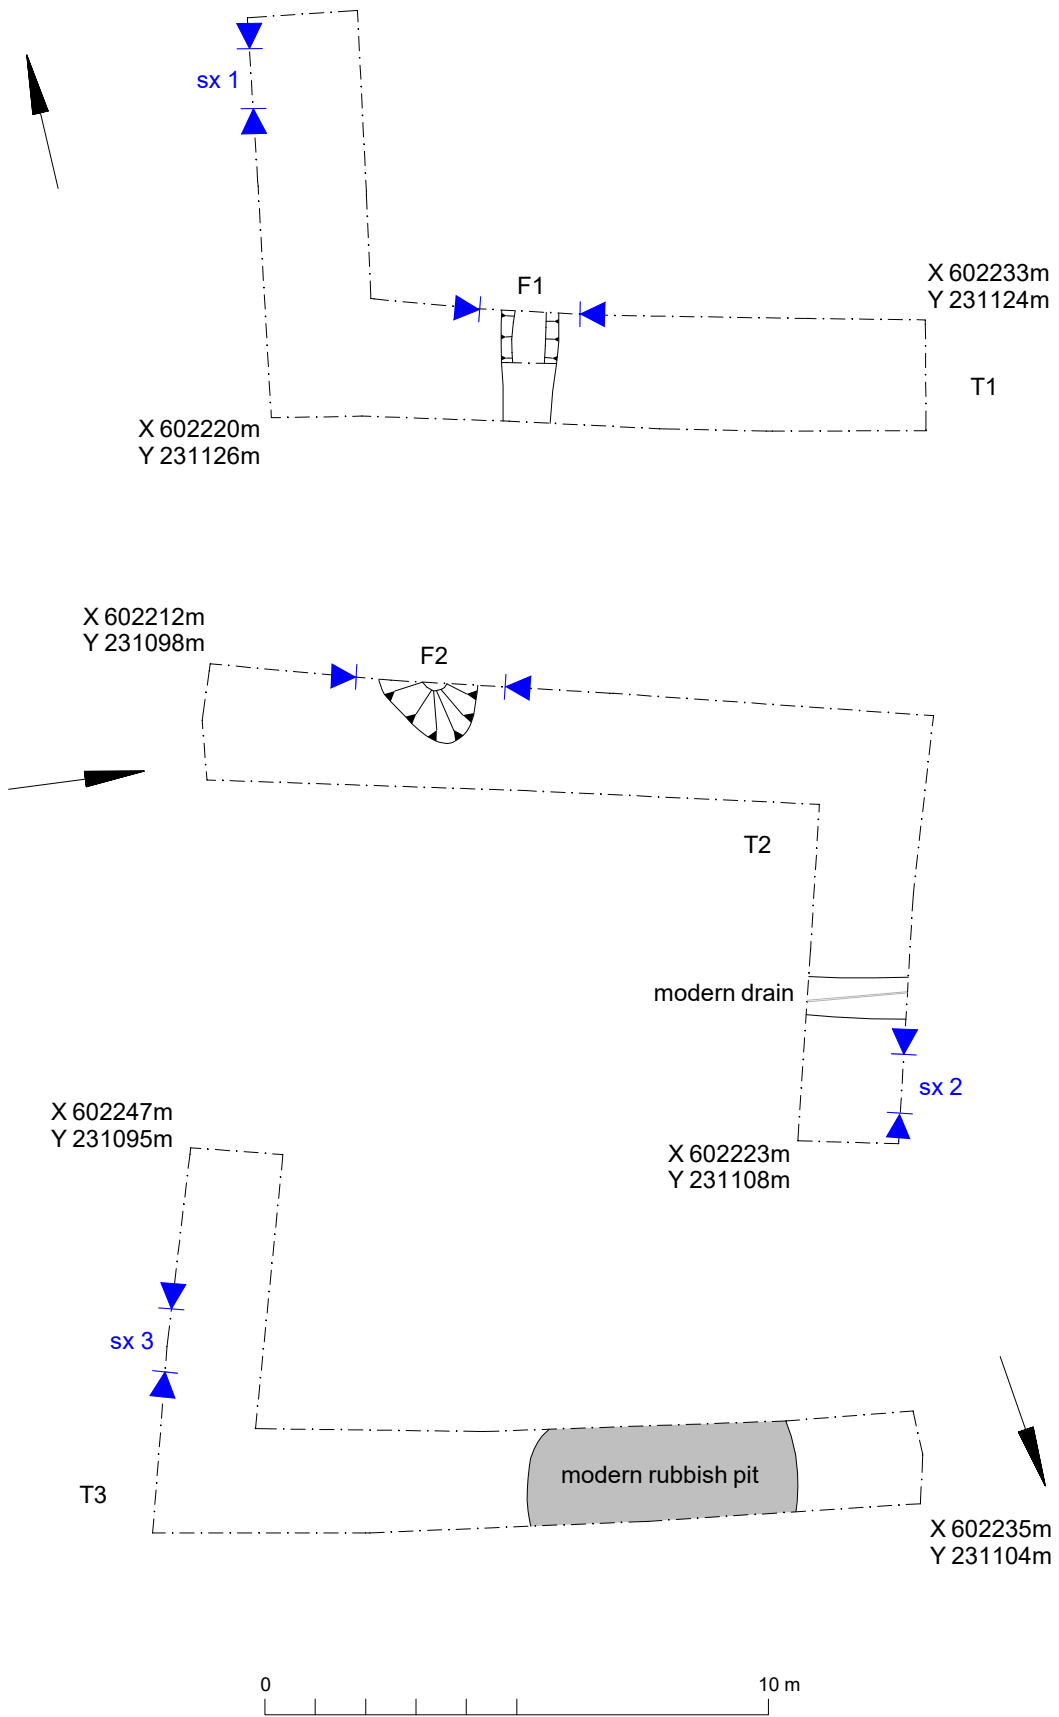 sx 1
F1
X 602233m
Y 231124m
T1
X 602220m
Y 231126m
X 602212m
Y 231098m
F2
T2
modern drain
sx 2
X 602247m
Y 231095m
X 602223m
Y 231108m
sx 3
modern rubbish pit
T3
X 602235m
Y 231104m
0 10 m